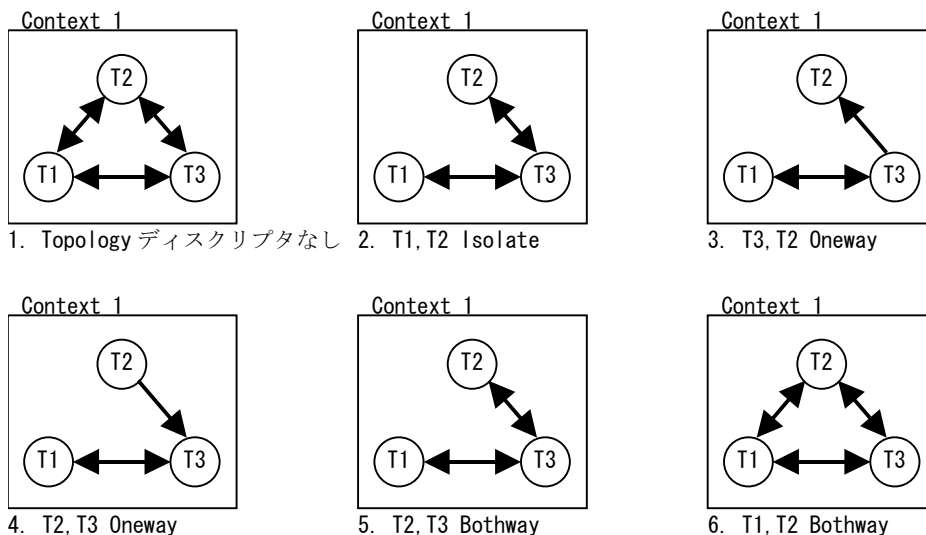 Context 1
T2
T1
T3
1. Topology ディスクリプタなし
Context 1
T2
T1
T3
2. T1,T2 Isolate
Context 1
T2
T1
T3
3. T3,T2 Oneway
Context 1
T2
T1
T3
4. T2,T3 Oneway
Context 1
T2
T1
T3
5. T2,T3 Bothway
Context 1
T2
T1
T3
6. T1,T2 Bothway